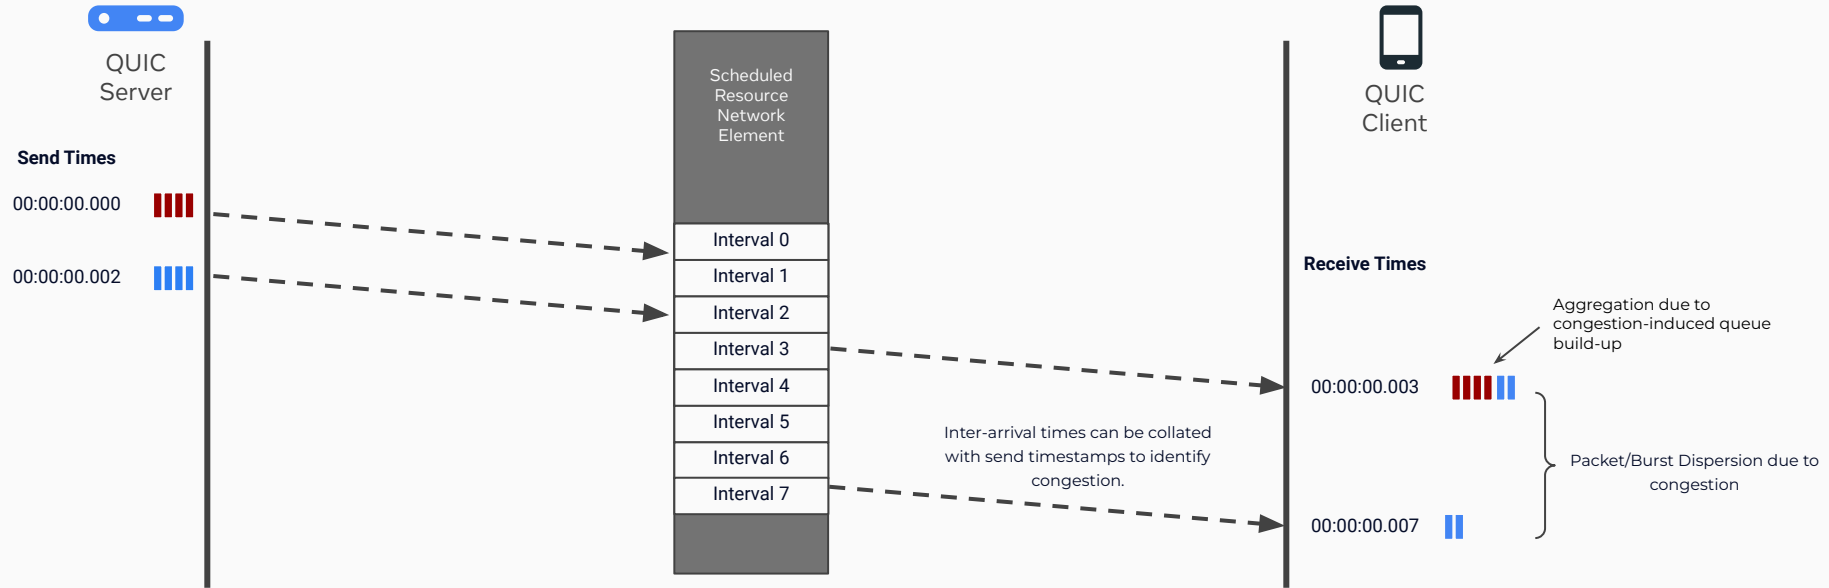 QUIC
Server
Send Times
00:00:00.000
00:00:00.002
Scheduled
Resource
Network
Element
Interval 0
Interval 1
Interval 2
Interval 3
Interval 4
Interval 5
Interval 6
Interval 7
Inter-arrival times can be collated
with send timestamps to identify
congestion.
QUIC
Client
Receive Times
Aggregation due to
congestion-induced queue
build-up
00:00:00.003
Packet/Burst Dispersion due to
congestion
00:00:00.007